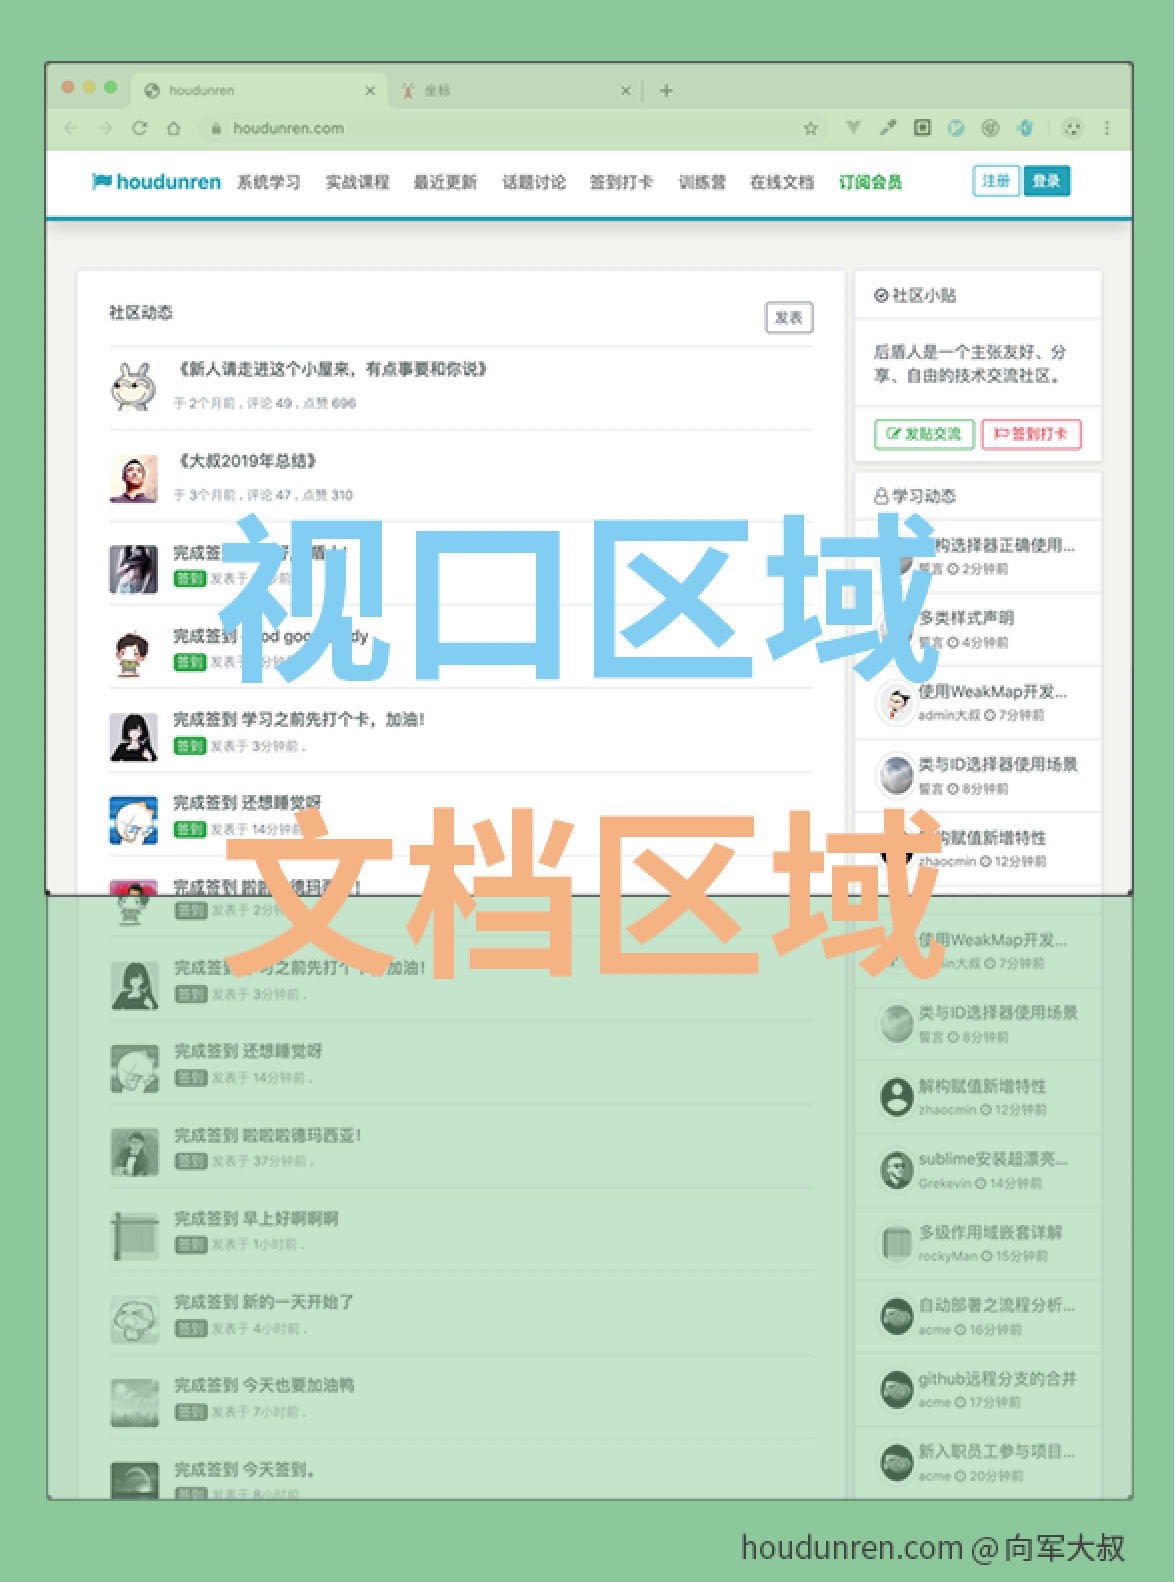 houdunren
坐标
houdunren.com
houdunren 系统学习 实战课程 最近更新 话题讨论 签到打卡 训练营 在线文档 订阅会员 注册 登录
社区动态
发表
《新人请走进这个小屋来，有点事要和你说》
于 2个月前 . 评论 49 . 点赞 696
《大叔2019年总结》
于 3个月前 . 评论 47 . 点赞 310
完成签
签到 发表于
完成签到
签到 发表
完成签到 学习之前先打个卡，加油！
签到 发表于 3分钟前 .
完成签到 还想睡觉呀
签到 发表于 14分钟前
完成签到
签到 发表于 2分钟
完成签到 学习之前先打个卡，加油！
签到 发表于 3分钟前 .
完成签到 还想睡觉呀
签到 发表于 14分钟前 .
完成签到 啦啦啦德玛西亚！
签到 发表于 37分钟前 .
完成签到 早上好啊啊啊
签到 发表于 1小时前 .
完成签到 新的一天开始了
签到 发表于 4小时前 .
完成签到 今天也要加油鸭
签到 发表于 7小时前 .
完成签到 今天签到。
签到 发表于 8小时前
社区小贴
后盾人是一个主张友好、分
享、自由的技术交流社区。
发贴交流 签到打卡
学习动态
构选择器正确使用...
誓言 2分钟前
多类样式声明
誓言 4分钟前
使用WeakMap开发...
admin大叔 7分钟前
类与ID选择器使用场景
誓言 8分钟前
构赋值新增特性
zhaocmin 12分钟前
使用WeakMap开发...
大叔 7分钟前
类与ID选择器使用场景
誓言 8分钟前
解构赋值新增特性
zhaocmin 12分钟前
sublime安装超漂亮...
Grekevin 14分钟前
多级作用域嵌套详解
rockyMan 15分钟前
自动部署之流程分析...
acme 16分钟前
github远程分支的合并
acme 17分钟前
新入职员工参与项目...
acme 20分钟前
视口区域
文档区域
houdunren.com @ 向军大叔